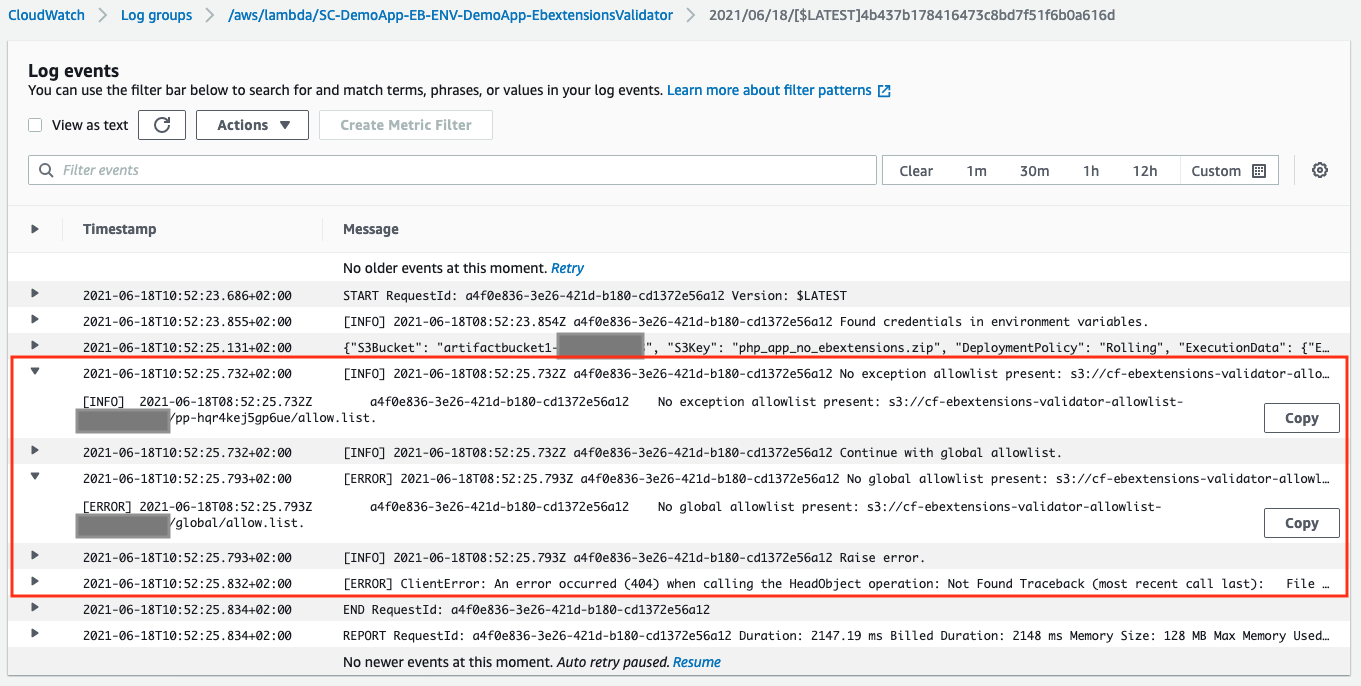 CloudWatch > Log groups > /aws/lambda/SC-DemoApp-EB-ENV-DemoApp-EbextensionsValidator > 2021/06/18/[$LATEST]4b437b178416473c8bd7f51f6b0a616d
Log events
You can use the filter bar below to search for and match terms, phrases, or values in your log events. Learn more about filter patterns
View as text Actions Create Metric Filter
Filter events Clear 1m 30m 1h 12h Custom
Timestamp Message
No older events at this moment. Retry
2021-06-18T10:52:23.686+02:00 START RequestId: a4f0e836-3e26-421d-b180-cd1372e56a12 Version: $LATEST
2021-06-18T10:52:23.855+02:00 [INFO] 2021-06-18T08:52:23.854Z a4f0e836-3e26-421d-b180-cd1372e56a12 Found credentials in environment variables.
2021-06-18T10:52:25.131+02:00 {"S3Bucket": "artifactbucket1- ", "S3Key": "php_app_no_ebextensions.zip", "DeploymentPolicy": "Rolling", "ExecutionData": {"E…
2021-06-18T10:52:25.732+02:00 [INFO] 2021-06-18T08:52:25.732Z a4f0e836-3e26-421d-b180-cd1372e56a12 No exception allowlist present: s3://cf-ebextensions-validator-allo…
[INFO] 2021-06-18T08:52:25.732Z a4f0e836-3e26-421d-b180-cd1372e56a12 No exception allowlist present: s3://cf-ebextensions-validator-allowlist-
/pp-hqr4kej5gp6ue/allow.list.
Copy
2021-06-18T10:52:25.732+02:00 [INFO] 2021-06-18T08:52:25.732Z a4f0e836-3e26-421d-b180-cd1372e56a12 Continue with global allowlist.
2021-06-18T10:52:25.793+02:00 [ERROR] 2021-06-18T08:52:25.793Z a4f0e836-3e26-421d-b180-cd1372e56a12 No global allowlist present: s3://cf-ebextensions-validator-allowl…
[ERROR] 2021-06-18T08:52:25.793Z a4f0e836-3e26-421d-b180-cd1372e56a12 No global allowlist present: s3://cf-ebextensions-validator-allowlist-
/global/allow.list.
Copy
2021-06-18T10:52:25.793+02:00 [INFO] 2021-06-18T08:52:25.793Z a4f0e836-3e26-421d-b180-cd1372e56a12 Raise error.
2021-06-18T10:52:25.832+02:00 [ERROR] ClientError: An error occurred (404) when calling the HeadObject operation: Not Found Traceback (most recent call last): File …
2021-06-18T10:52:25.834+02:00 END RequestId: a4f0e836-3e26-421d-b180-cd1372e56a12
2021-06-18T10:52:25.834+02:00 REPORT RequestId: a4f0e836-3e26-421d-b180-cd1372e56a12 Duration: 2147.19 ms Billed Duration: 2148 ms Memory Size: 128 MB Max Memory Used…
No newer events at this moment. Auto retry paused. Resume